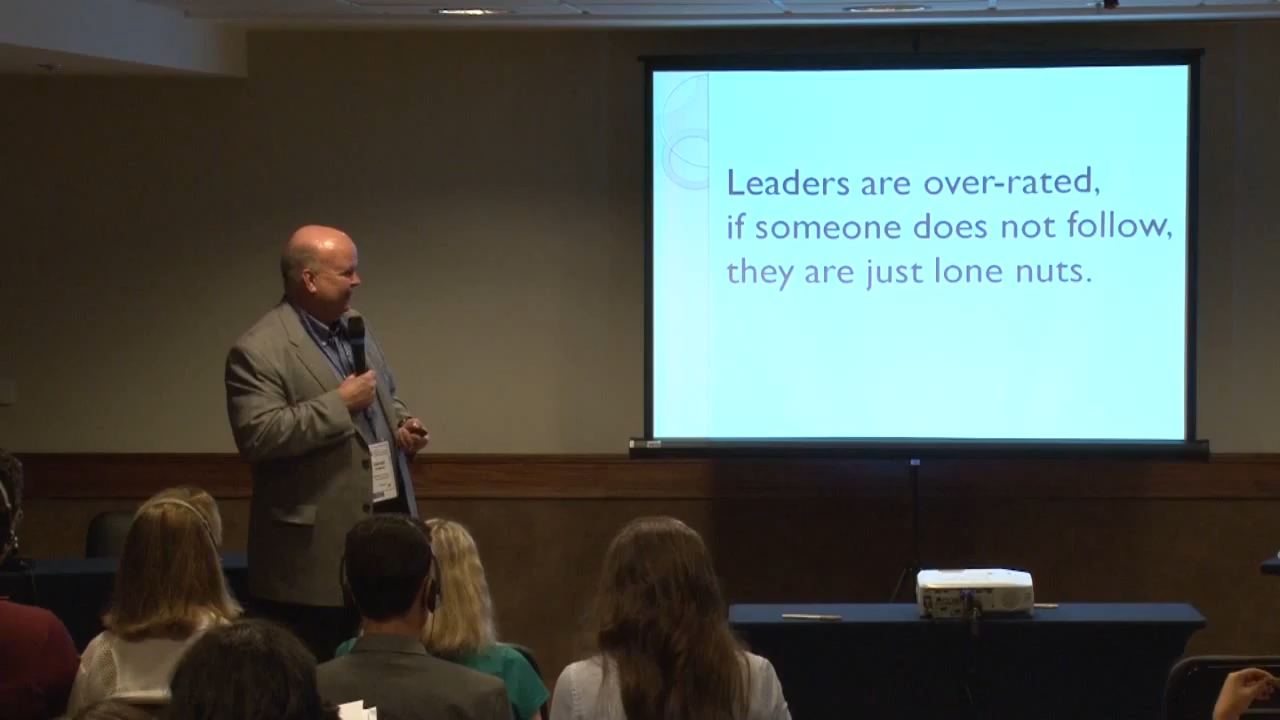 Leaders are over-rated,
if someone does not follow,
they are just lone nuts.